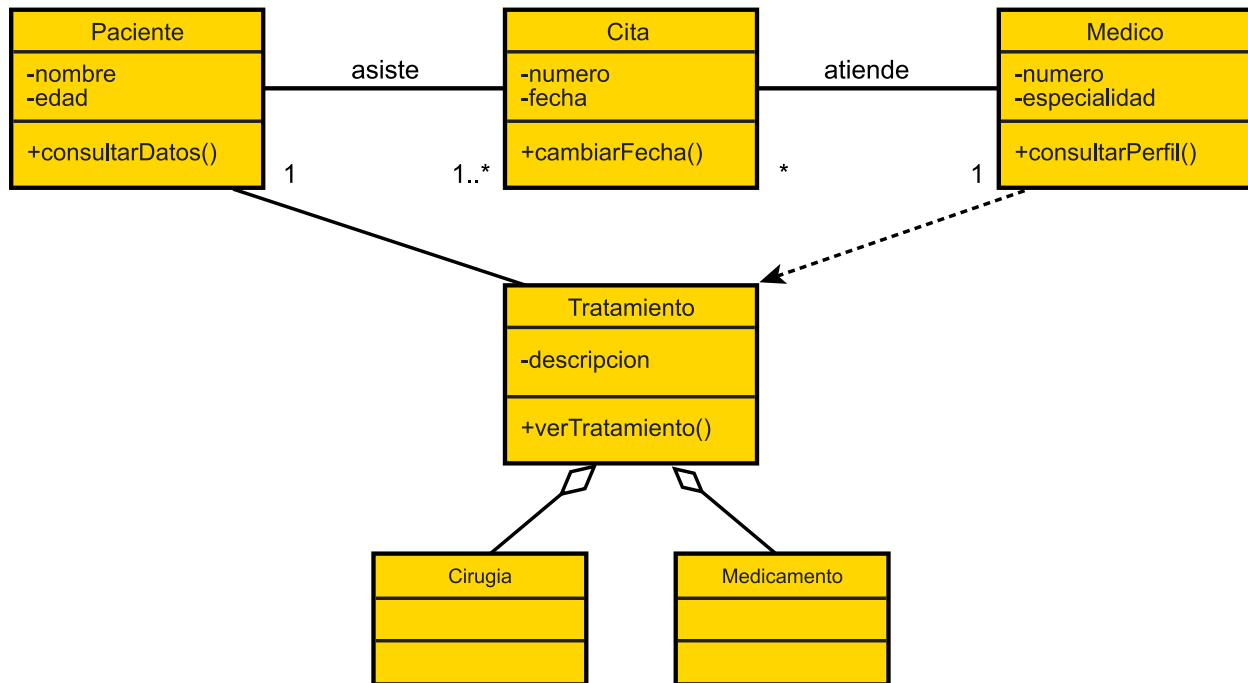 Paciente
-nombre
-edad
+consultarDatos()
asiste
1
1..*
Cita
-numero
-fecha
+cambiarFecha()
atiende
*
1
Medico
-numero
-especialidad
+consultarPerfil()
Tratamiento
-descripcion
+verTratamiento()
Cirugia
Medicamento